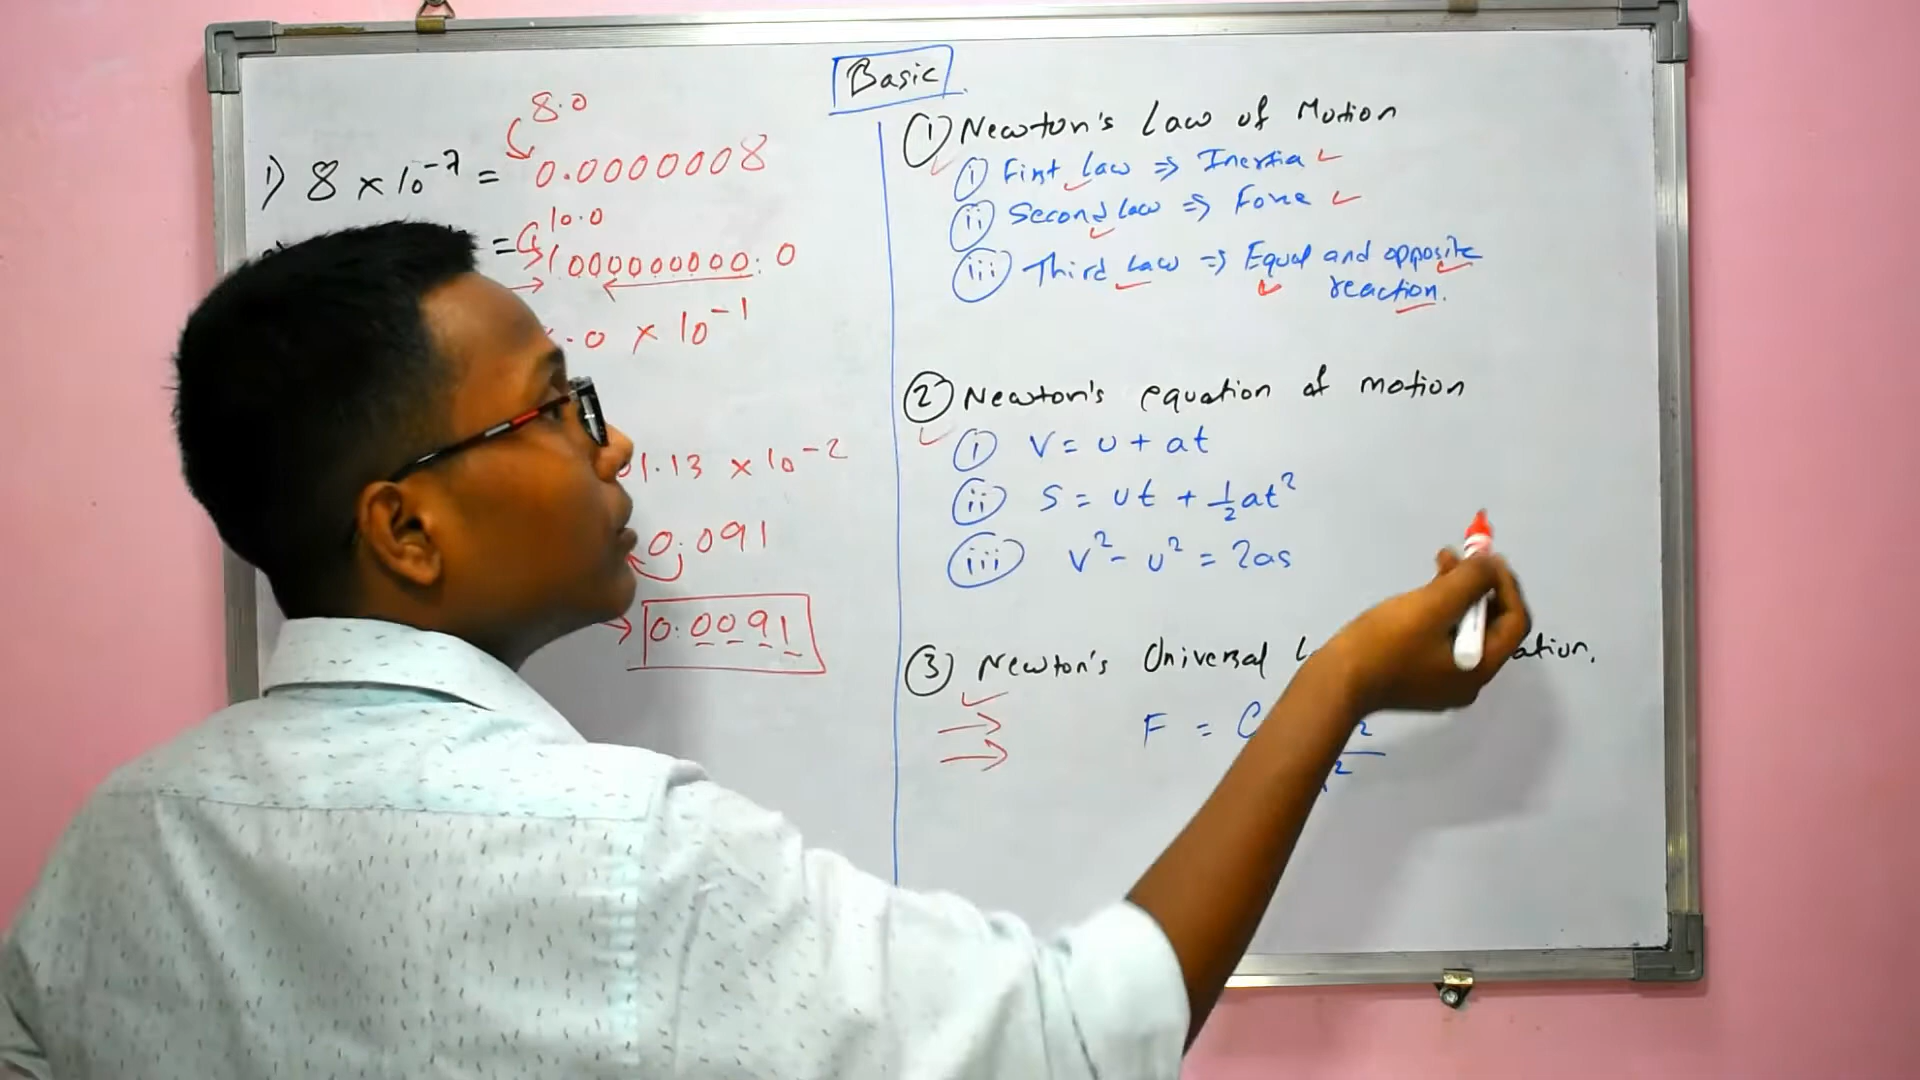 Basic
8.0
1) 8 × 10⁻⁷ = 0.0000008
10.0
= 1000000000.0
.0 × 10⁻¹
1.13 × 10⁻²
0.091
0.0091
① Newton's Law of Motion
ⓘ First Law ⇒ Inertia
ii Second Law ⇒ Force
iii Third Law ⇒ Equal and opposite
reaction.
② Newton's equation of motion
i V = u + at
ii S = ut + ½at²
iii V² - u² = 2as
③ Newton's Universal
F =